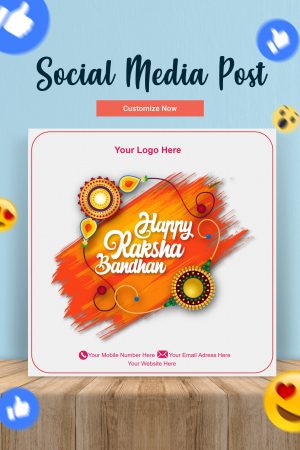 Social Media Post
Customize Now
Your Logo Here
Happy
Raksha
Bandhan
Your Mobile Number Here Your Email Adress Here
Your Website Here